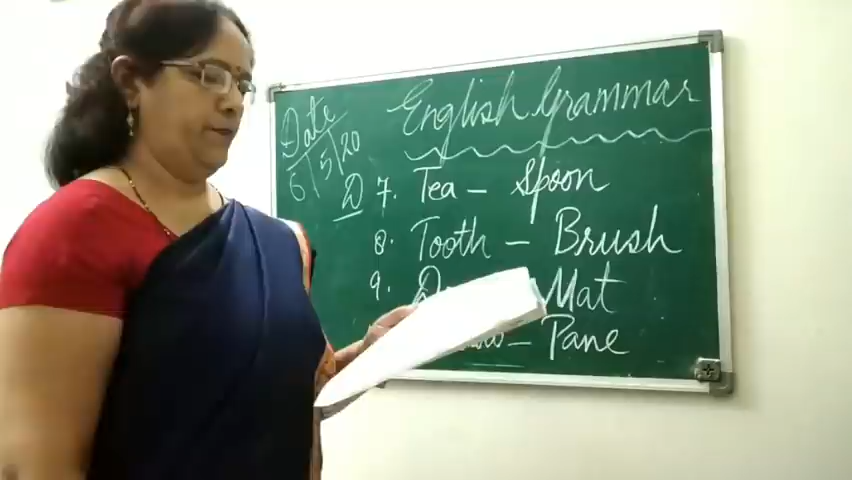 Date
6/5/20
English Grammar
D 7. Tea - Spoon
8. Tooth - Brush
9. Mat
- Pane